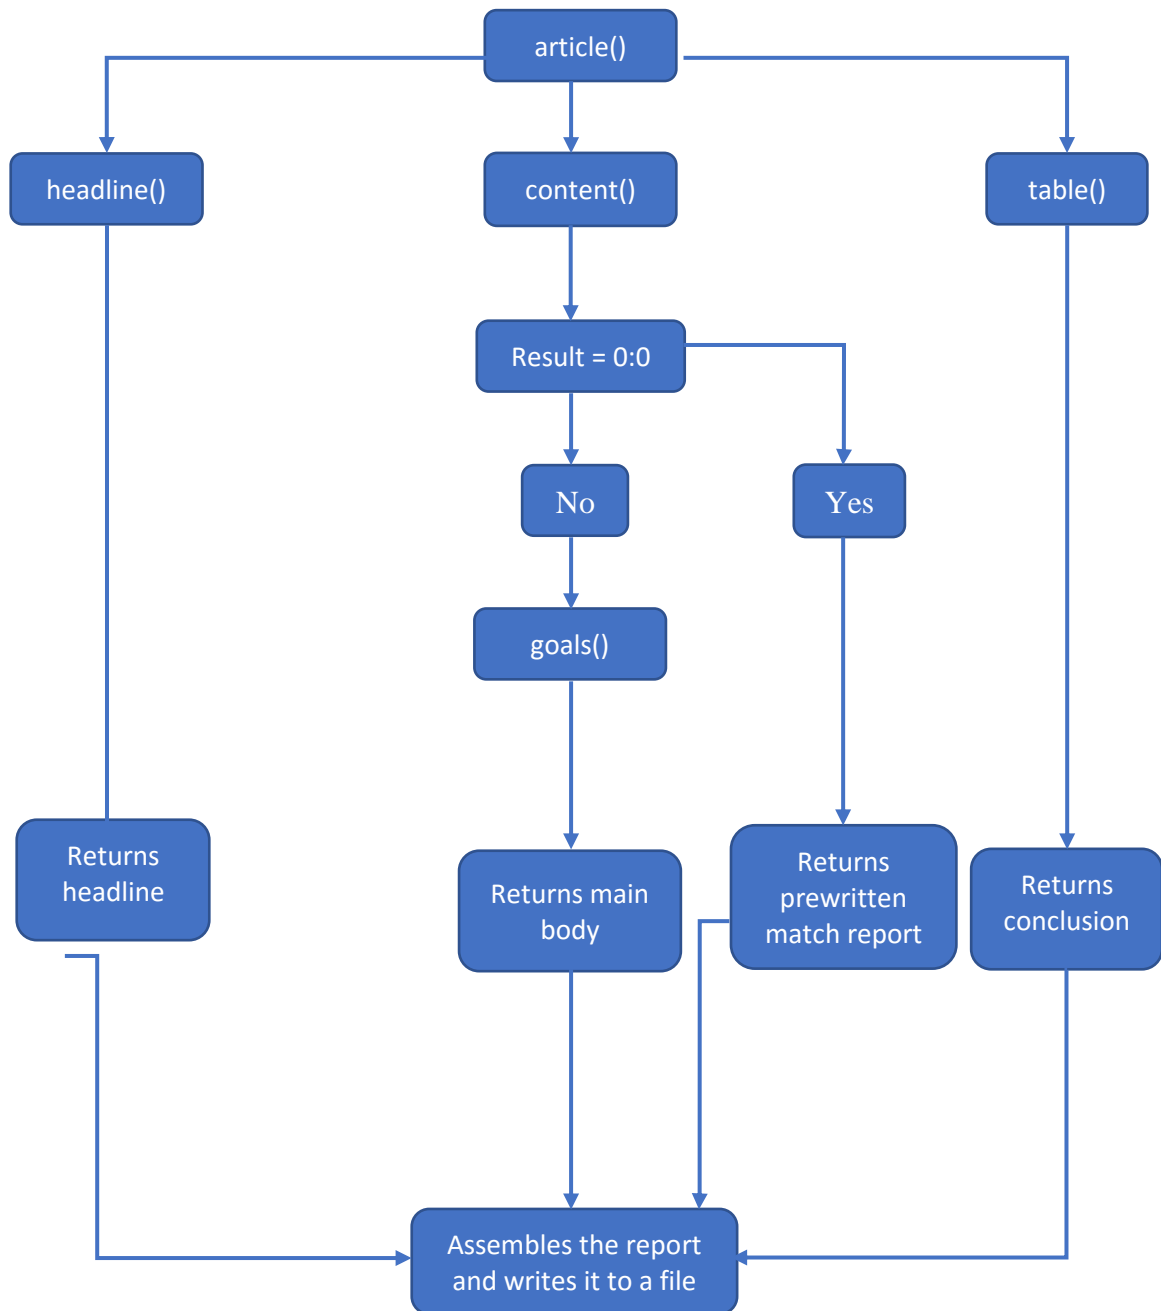 article()
headline()
content()
table()
Result = 0:0
No
Yes
goals()
Returns
headline
Returns main
body
Returns
prewritten
match report
Returns
conclusion
Assembles the report
and writes it to a file